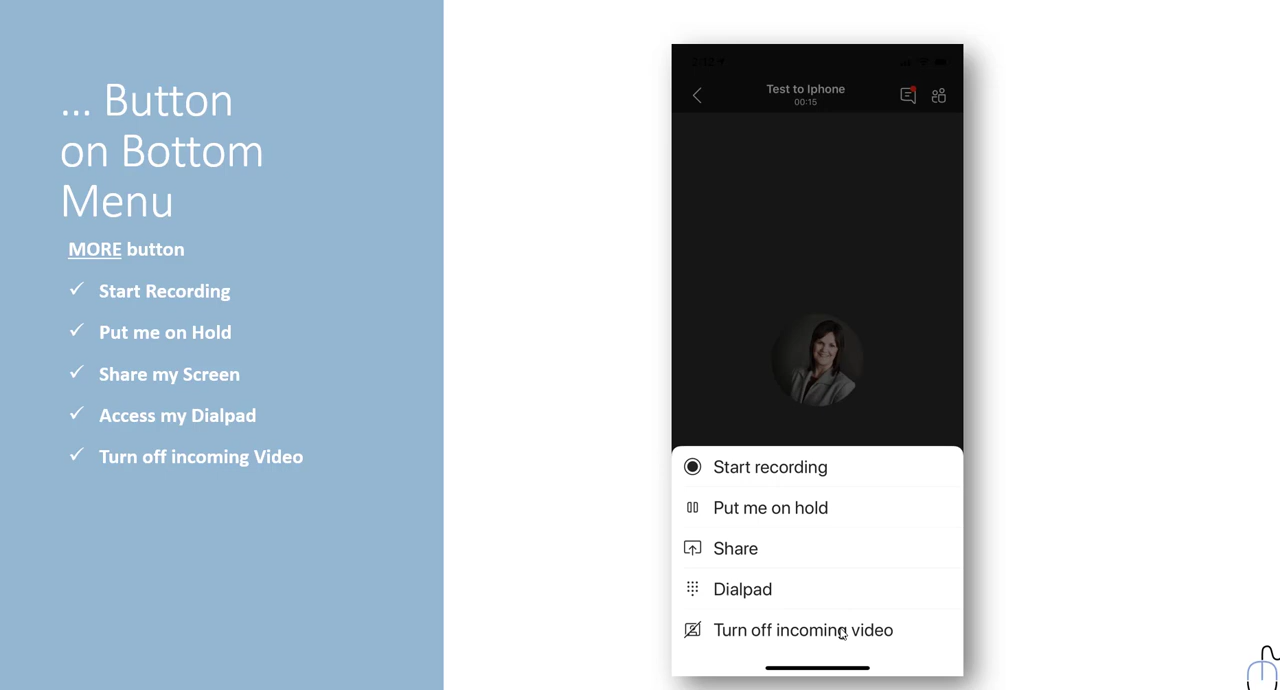 ... Button
on Bottom
Menu
MORE button
✓ Start Recording
✓ Put me on Hold
✓ Share my Screen
✓ Access my Dialpad
✓ Turn off incoming Video
2:12
Test to Iphone
00:15
Start recording
Put me on hold
Share
Dialpad
Turn off incoming video